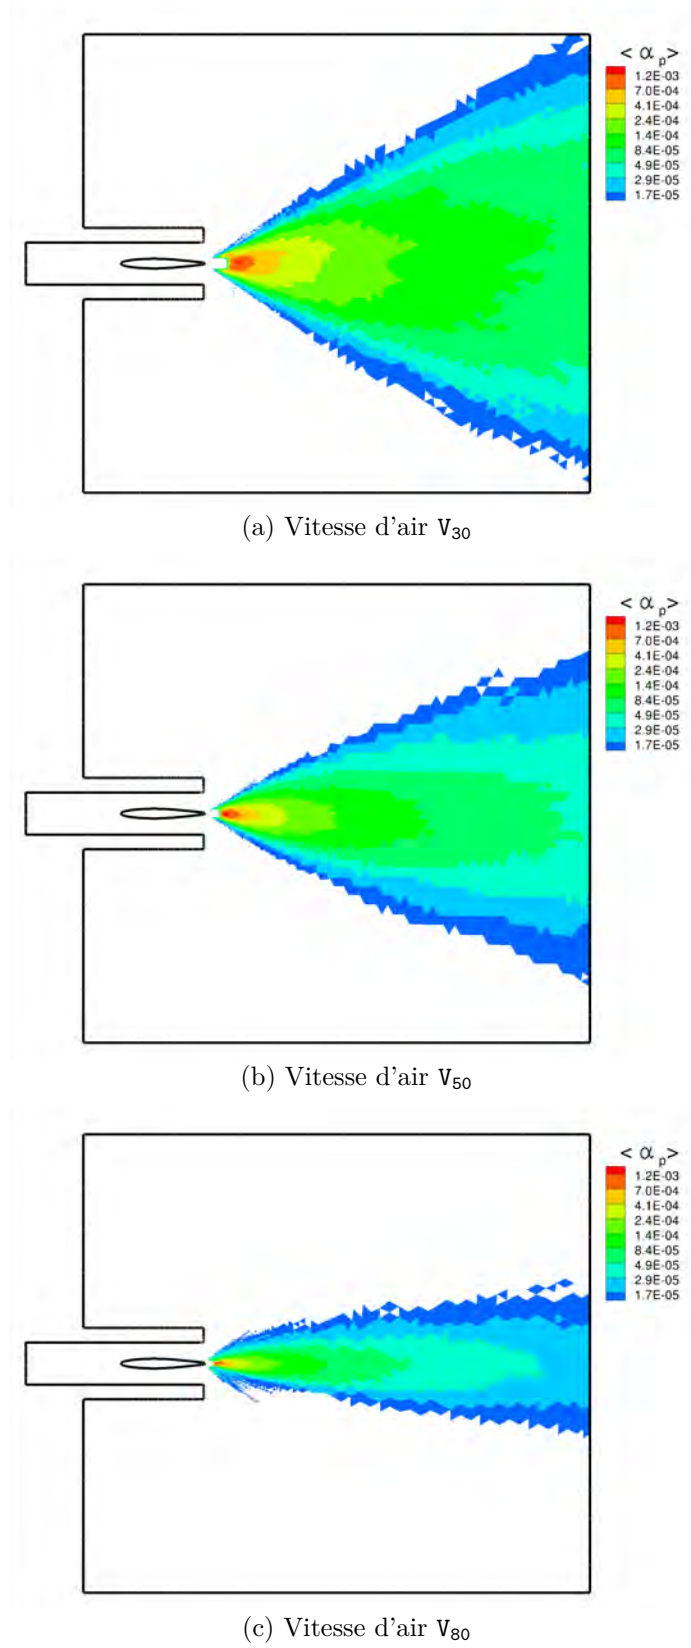 < α p >
1.2E-03
7.0E-04
4.1E-04
2.4E-04
1.4E-04
8.4E-05
4.9E-05
2.9E-05
1.7E-05
(a) Vitesse d'air V30
< α p >
1.2E-03
7.0E-04
4.1E-04
2.4E-04
1.4E-04
8.4E-05
4.9E-05
2.9E-05
1.7E-05
(b) Vitesse d'air V50
< α p >
1.2E-03
7.0E-04
4.1E-04
2.4E-04
1.4E-04
8.4E-05
4.9E-05
2.9E-05
1.7E-05
(c) Vitesse d'air V80